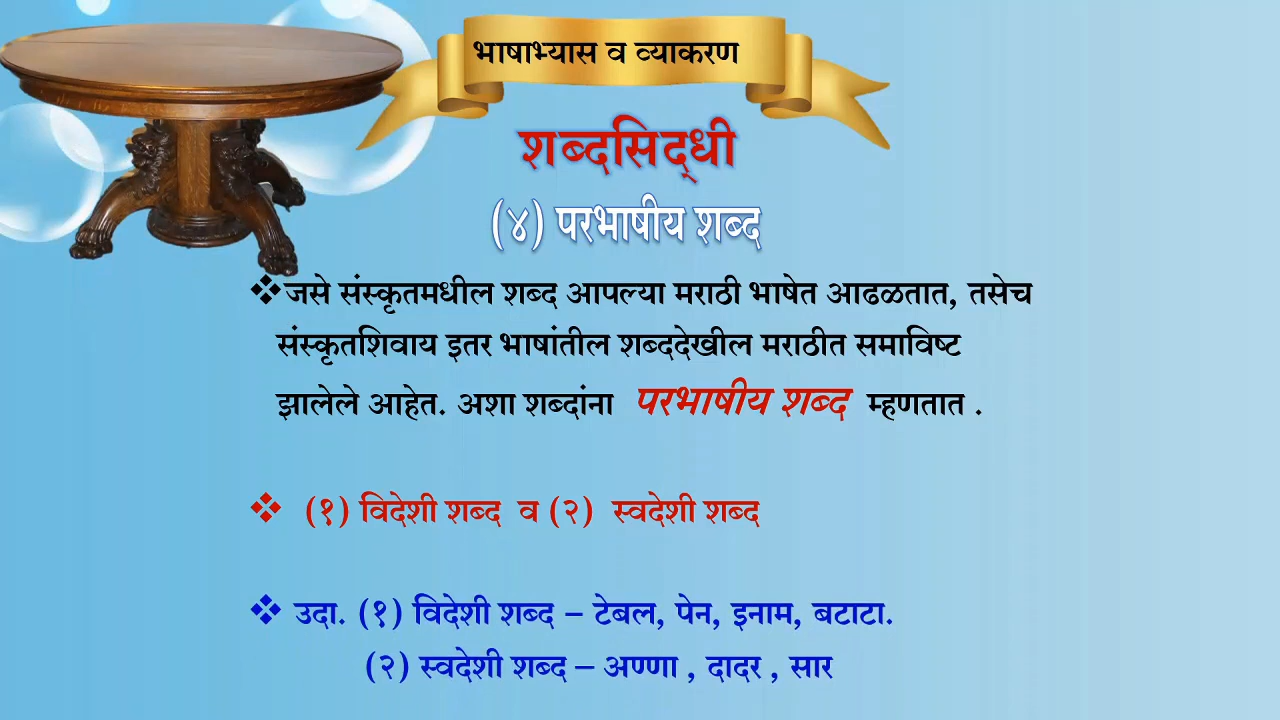 भाषाभ्यास व व्याकरण
शब्दसिद्‌धी
(४) परभाषीय शब्द
❖जसे संस्कृतमधील शब्द आपल्या मराठी भाषेत आढळतात, तसेच
संस्कृतशिवाय इतर भाषांतील शब्ददेखील मराठीत समाविष्ट
झालेले आहेत. अशा शब्दांना परभाषीय शब्द म्हणतात .
❖ (१) विदेशी शब्द व (२) स्वदेशी शब्द
❖ उदा. (१) विदेशी शब्द – टेबल, पेन, इनाम, बटाटा.
(२) स्वदेशी शब्द – अण्णा , दादर , सार